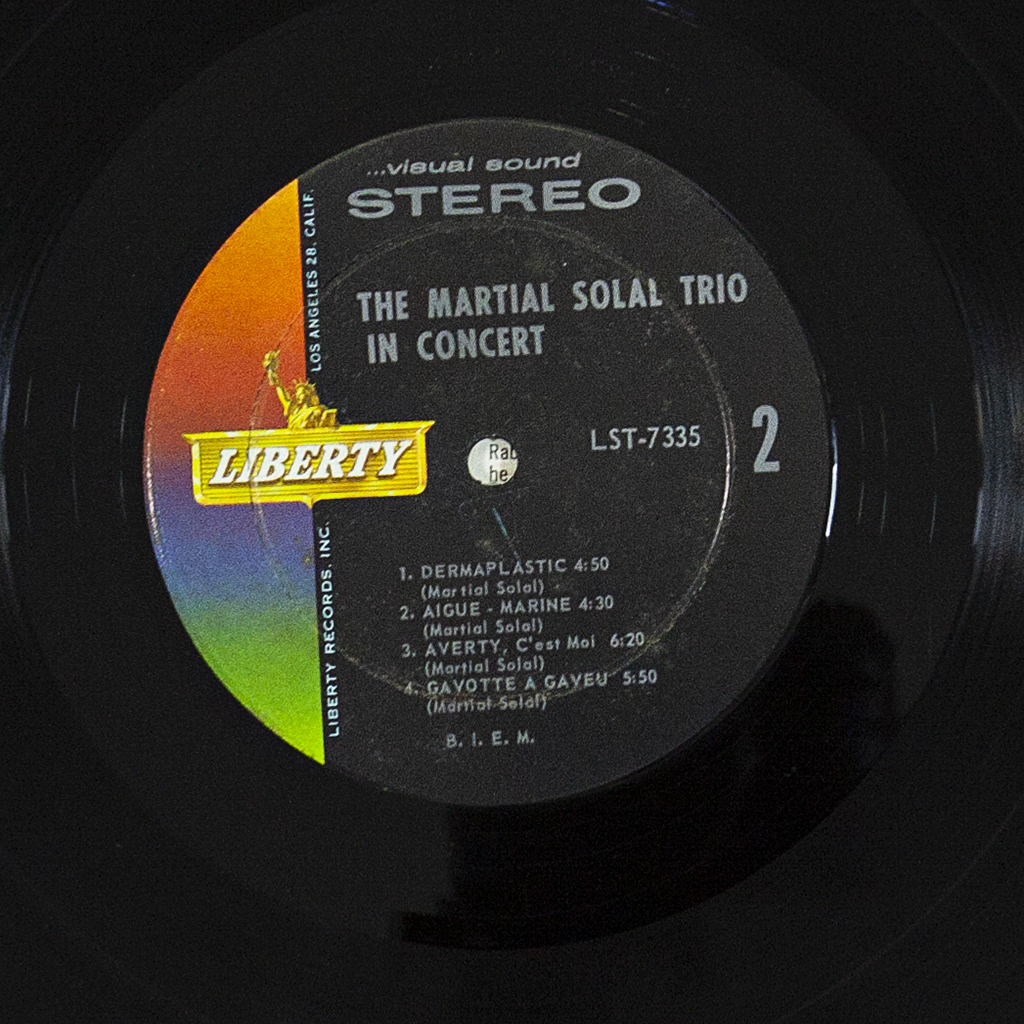 ...visual sound
STEREO
LOS ANGELES 28, CALIF.
THE MARTIAL SOLAL TRIO
IN CONCERT
LST-7335
2
LIBERTY
be
LIBERTY RECORDS, INC.
1. DERMAPLASTIC 4:50
(Martial Solal)
2. AIGUE - MARINE 4:30
(Martial Solal)
3. AVERTY, C'est Moi 6:20
(Martial Solal)
4. GAVOTTE A GAVEU 5:50
(Martial Solal)
B. I. E. M.